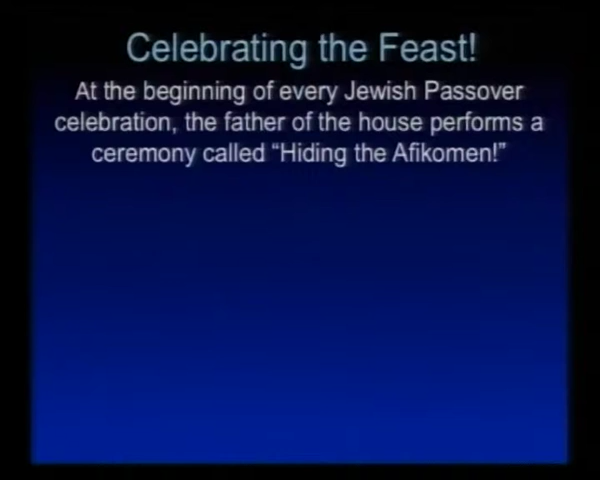 Celebrating the Feast!
At the beginning of every Jewish Passover
celebration, the father of the house performs a
ceremony called “Hiding the Afikomen!”